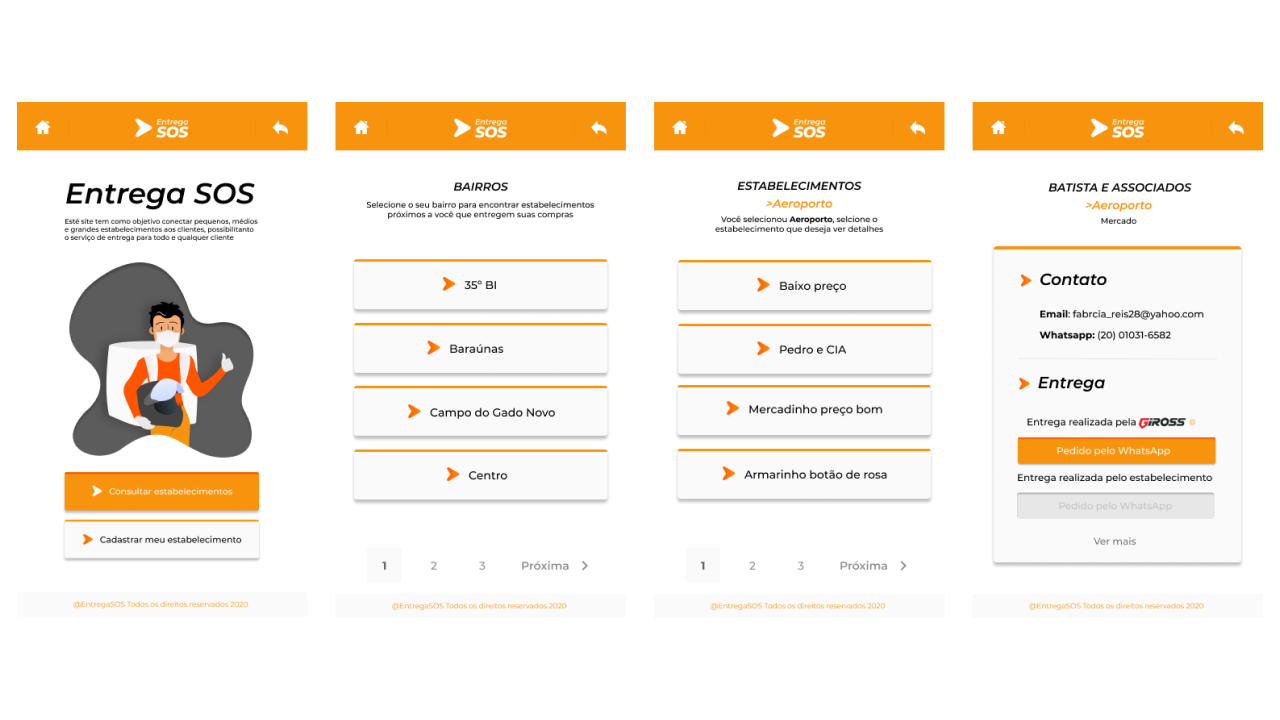 Entrega
SOS
Entrega SOS
Esté site tem como objetivo conectar pequenos, médios
e grandes estabelecimentos aos clientes, possibilitanto
o serviço de entrega para todo e qualquer cliente
Consultar estabelecimentos
Cadastrar meu estabelecimento
@EntregaSOS Todos os direitos reservados 2020
Entrega
SOS
BAIRROS
Selecione o seu bairro para encontrar estabelecimentos
próximos a você que entregem suas compras
35º BI
Baraúnas
Campo do Gado Novo
Centro
1 2 3 Próxima
@EntregaSOS Todos os direitos reservados 2020
Entrega
SOS
ESTABELECIMENTOS
>Aeroporto
Você selecionou Aeroporto, selcione o
estabelecimento que deseja ver detalhes
Baixo preço
Pedro e CIA
Mercadinho preço bom
Armarinho botão de rosa
1 2 3 Próxima
@EntregaSOS Todos os direitos reservados 2020
Entrega
SOS
BATISTA E ASSOCIADOS
>Aeroporto
Mercado
Contato
Email: fabrcia_reis28@yahoo.com
Whatsapp: (20) 01031-6582
Entrega
Entrega realizada pela GIROSS
Pedido pelo WhatsApp
Entrega realizada pelo estabelecimento
Pedido pelo WhatsApp
Ver mais
@EntregaSOS Todos os direitos reservados 2020